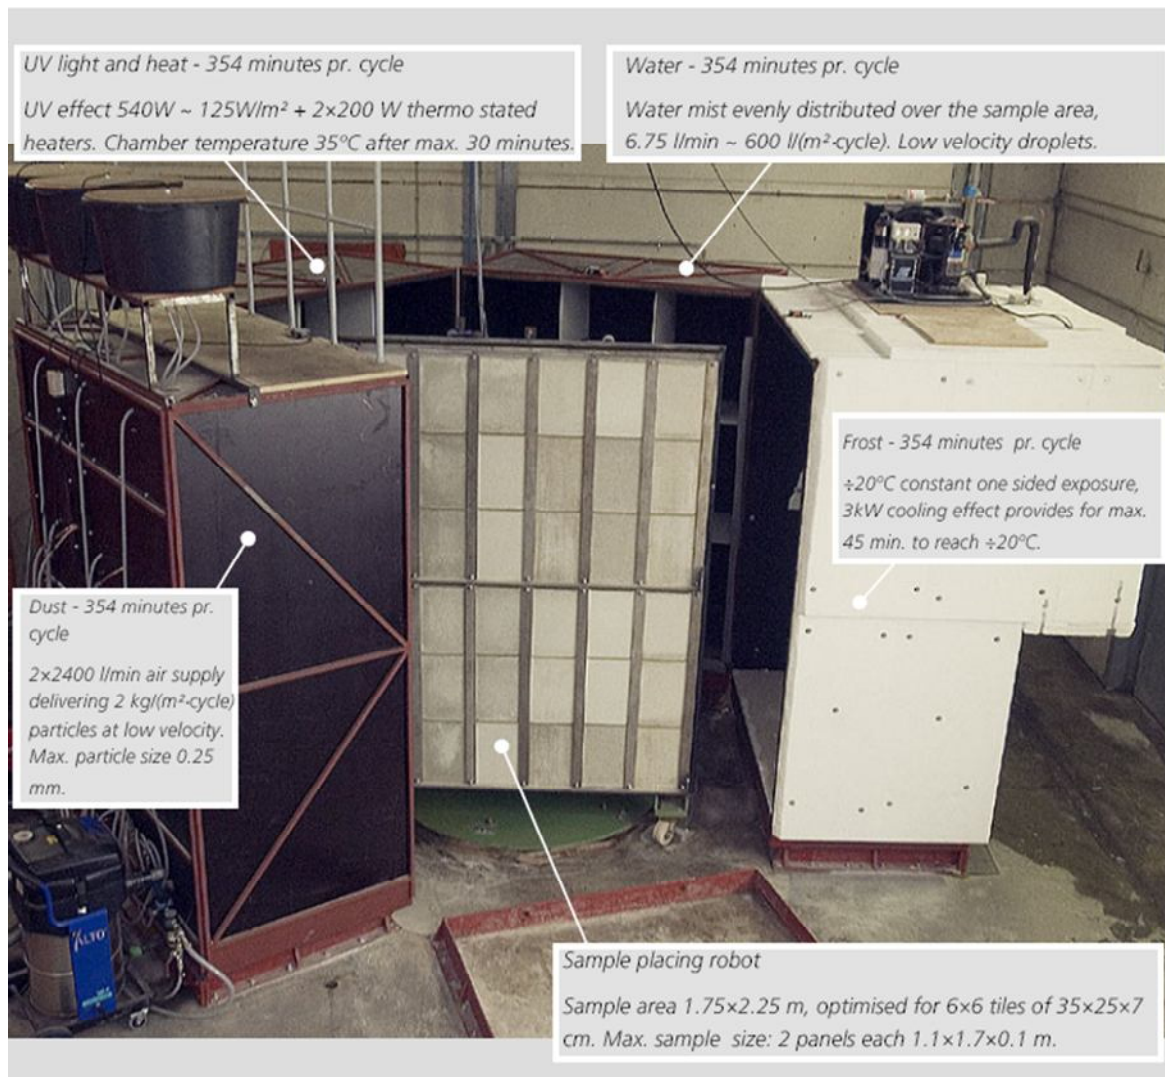 UV light and heat - 354 minutes pr. cycle
UV effect 540W ~ 125W/m² + 2×200 W thermo stated
heaters. Chamber temperature 35ºC after max. 30 minutes.
Water - 354 minutes pr. cycle
Water mist evenly distributed over the sample area,
6.75 l/min ~ 600 l/(m²·cycle). Low velocity droplets.
Frost - 354 minutes  pr. cycle
÷20ºC constant one sided exposure,
3kW cooling effect provides for max.
45 min. to reach ÷20ºC.
Dust - 354 minutes pr.
cycle
2×2400 l/min air supply
delivering 2 kg/(m²·cycle)
particles at low velocity.
Max. particle size 0.25
mm.
ALTO
Sample placing robot
Sample area 1.75×2.25 m, optimised for 6×6 tiles of 35×25×7
cm. Max. sample  size: 2 panels each 1.1×1.7×0.1 m.